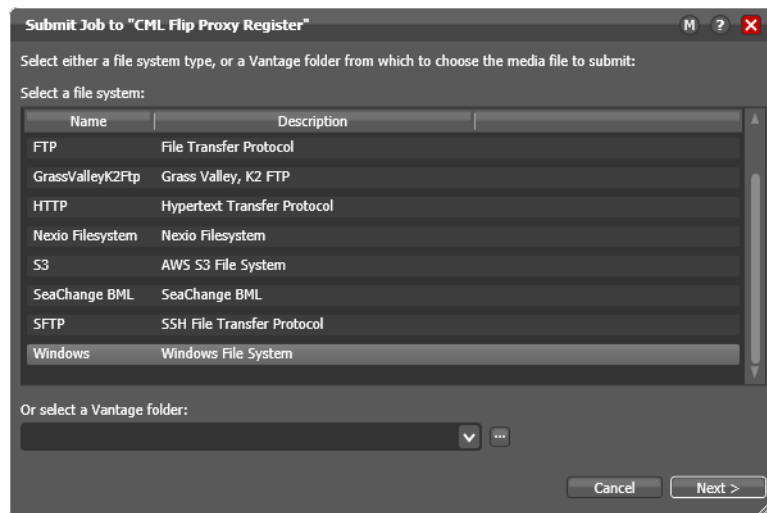 Submit Job to "CML Flip Proxy Register" M ?
Select either a file system type, or a Vantage folder from which to choose the media file to submit:
Select a file system:
Name Description
FTP File Transfer Protocol
GrassValleyK2Ftp Grass Valley, K2 FTP
HTTP Hypertext Transfer Protocol
Nexio Filesystem Nexio Filesystem
S3 AWS S3 File System
SeaChange BML SeaChange BML
SFTP SSH File Transfer Protocol
Windows Windows File System
Or select a Vantage folder:
...
Cancel Next >